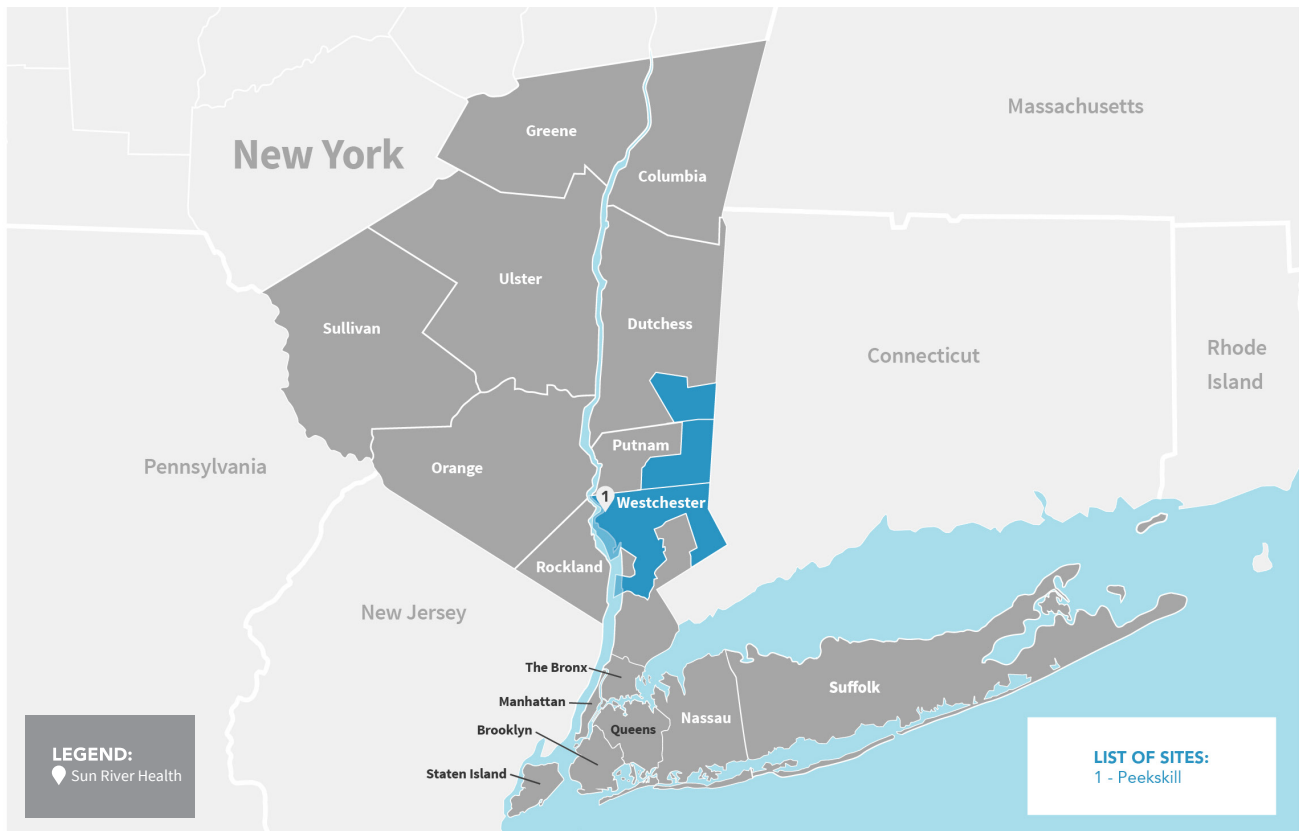 Massachusetts
Greene
New York
Columbia
Ulster
Sullivan
Dutchess
Connecticut
Rhode
Island
Putnam
Pennsylvania
Orange
1
Westchester
Rockland
New Jersey
The Bronx
Manhattan
Suffolk
Nassau
Brooklyn
Queens
Staten Island
LEGEND:
Sun River Health
LIST OF SITES:
1 - Peekskill